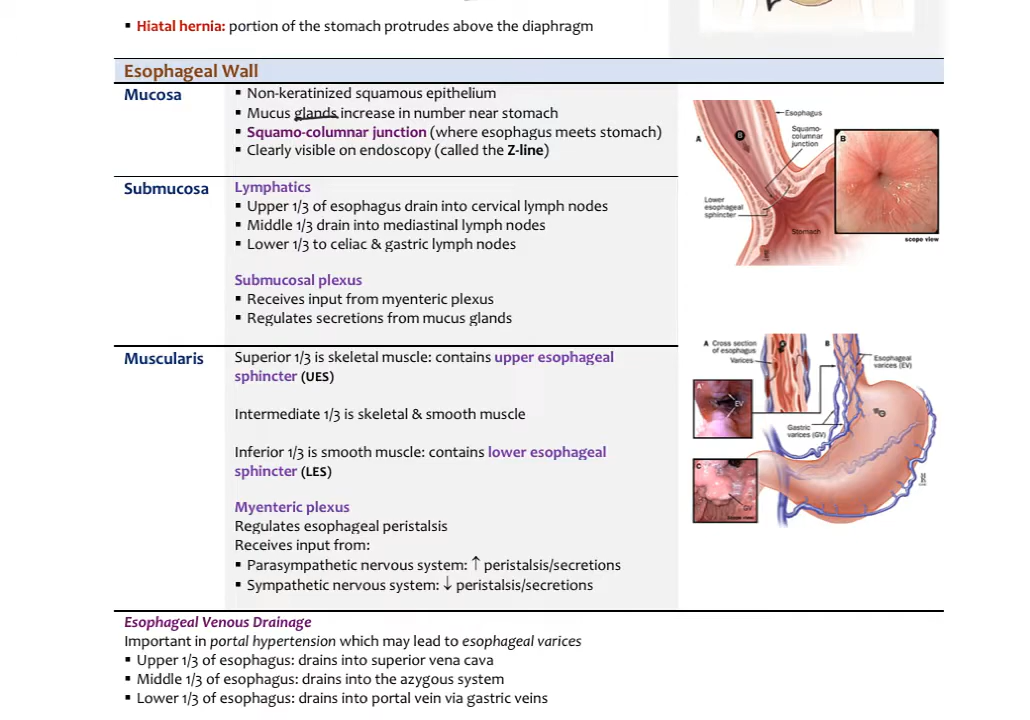 ▪ Hiatal hernia: portion of the stomach protrudes above the diaphragm
Esophageal Wall
Mucosa
▪ Non-keratinized squamous epithelium
▪ Mucus glands increase in number near stomach
▪ Squamo-columnar junction (where esophagus meets stomach)
▪ Clearly visible on endoscopy (called the Z-line)
A
B
Esophagus
Squamo-
columnar
junction
B
Lower
esophageal
sphincter
Stomach
scope view
Submucosa
Lymphatics
▪ Upper 1/3 of esophagus drain into cervical lymph nodes
▪ Middle 1/3 drain into mediastinal lymph nodes
▪ Lower 1/3 to celiac & gastric lymph nodes
Submucosal plexus
▪ Receives input from myenteric plexus
▪ Regulates secretions from mucus glands
Muscularis
Superior 1/3 is skeletal muscle: contains upper esophageal
sphincter (UES)
Intermediate 1/3 is skeletal & smooth muscle
Inferior 1/3 is smooth muscle: contains lower esophageal
sphincter (LES)
Myenteric plexus
Regulates esophageal peristalsis
Receives input from:
▪ Parasympathetic nervous system: ↑ peristalsis/secretions
▪ Sympathetic nervous system: ↓ peristalsis/secretions
A Cross section
of esophagus
Varices
B
Esophageal
varices (EV)
A'
EV
Gastric
varices (GV)
C
GV
Esophageal Venous Drainage
Important in portal hypertension which may lead to esophageal varices
▪ Upper 1/3 of esophagus: drains into superior vena cava
▪ Middle 1/3 of esophagus: drains into the azygous system
▪ Lower 1/3 of esophagus: drains into portal vein via gastric veins